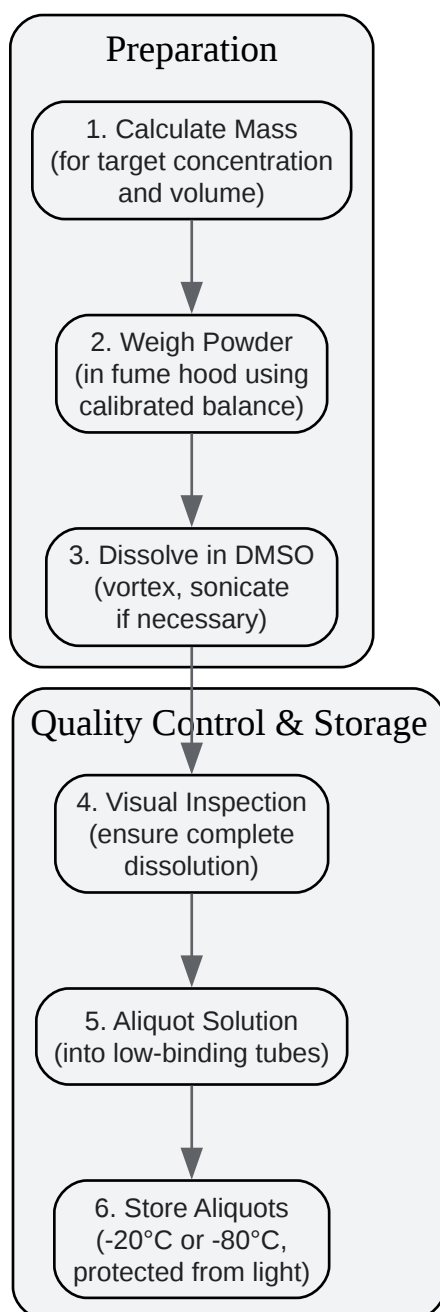 Preparation
1. Calculate Mass
(for target concentration
and volume)
2. Weigh Powder
(in fume hood using
calibrated balance)
3. Dissolve in DMSO
(vortex, sonicate
if necessary)
Quality Control & Storage
4. Visual Inspection
(ensure complete
dissolution)
5. Aliquot Solution
(into low-binding tubes)
6. Store Aliquots
(-20°C or -80°C,
protected from light)